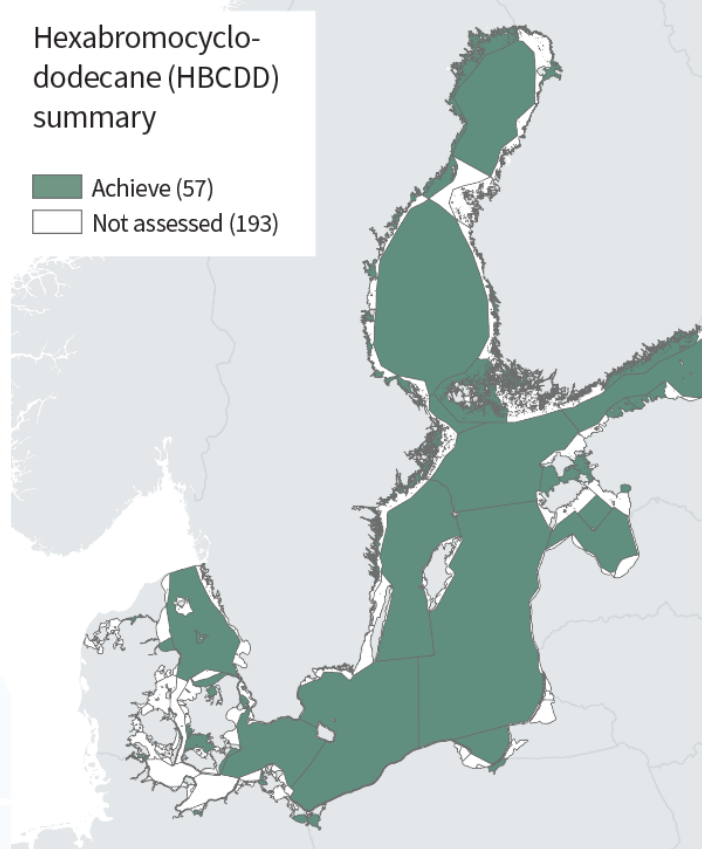 Hexabromocyclo-
dodecane (HBCDD)
summary
Achieve (57)
Not assessed (193)